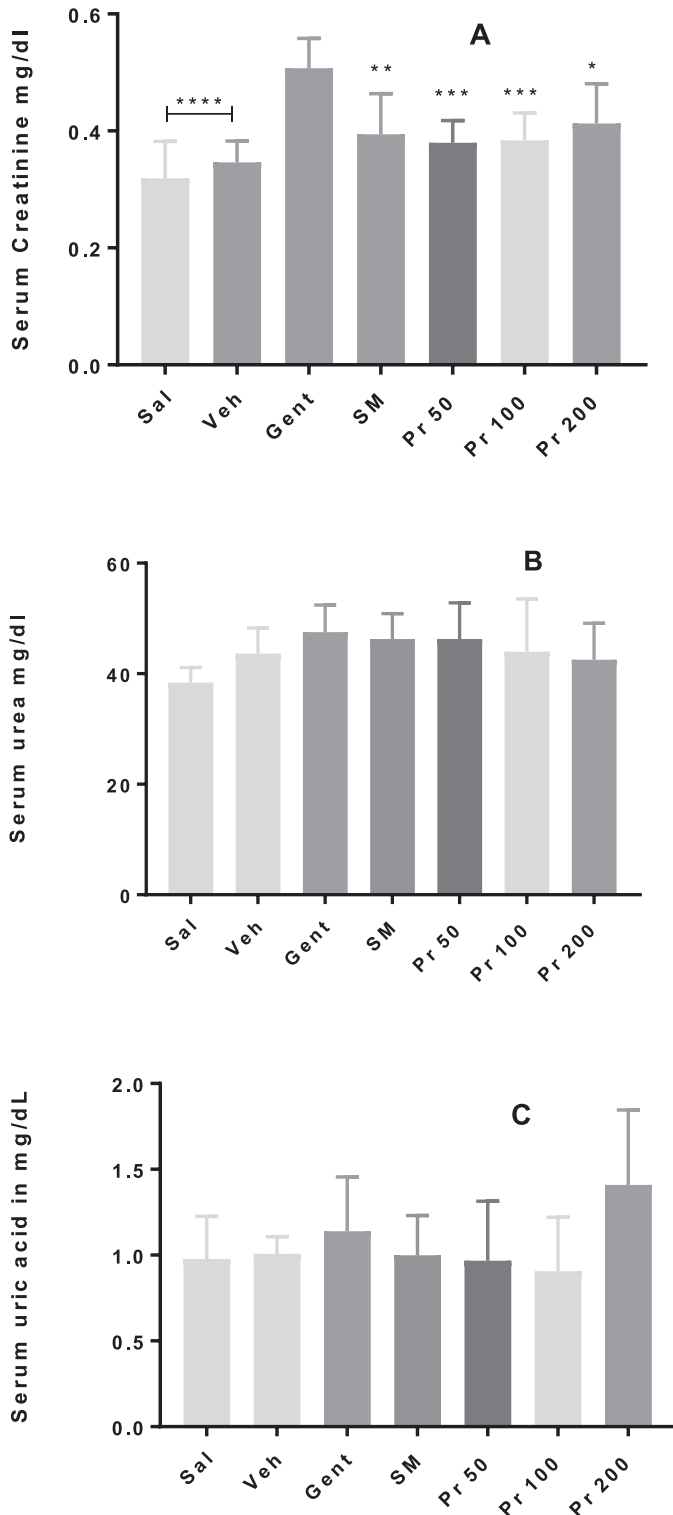 Serum Creatinine mg/dl
A
0.6
0.4
0.2
0.0
****
**
***
***
*
Sal
Veh
Gent
SM
Pr 50
Pr 100
Pr 200
Serum urea mg/dl
B
60
40
20
0
Sal
Veh
Gent
SM
Pr 50
Pr 100
Pr 200
Serum uric acid in mg/dL
C
2.0
1.5
1.0
0.5
0.0
Sal
Veh
Gent
SM
Pr 50
Pr 100
Pr 200